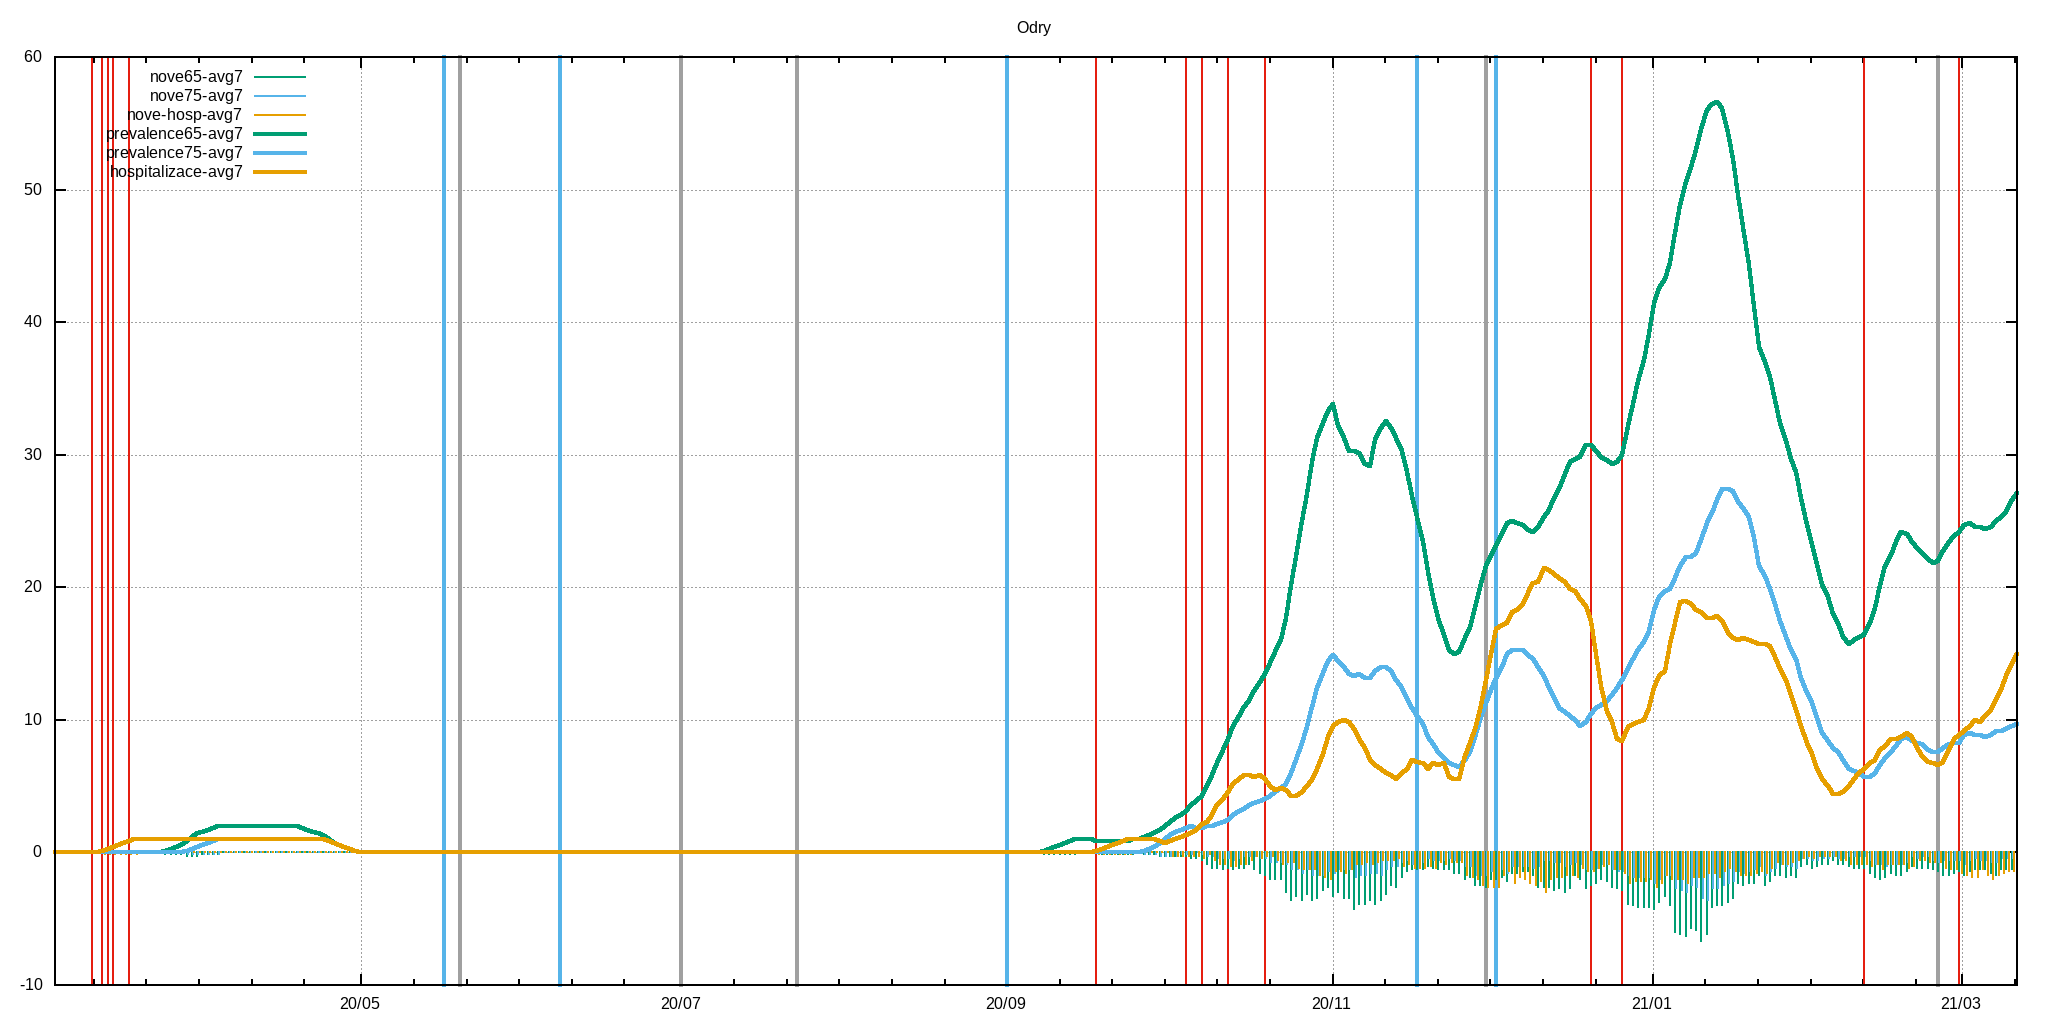 Odry
60
nove65-avg7
nove75-avg7
nove-hosp-avg7
prevalence65-avg7
prevalence75-avg7
hospitalizace-avg7
50
40
30
20
10
0
-10
20/05 20/07 20/09 20/11 21/01 21/03